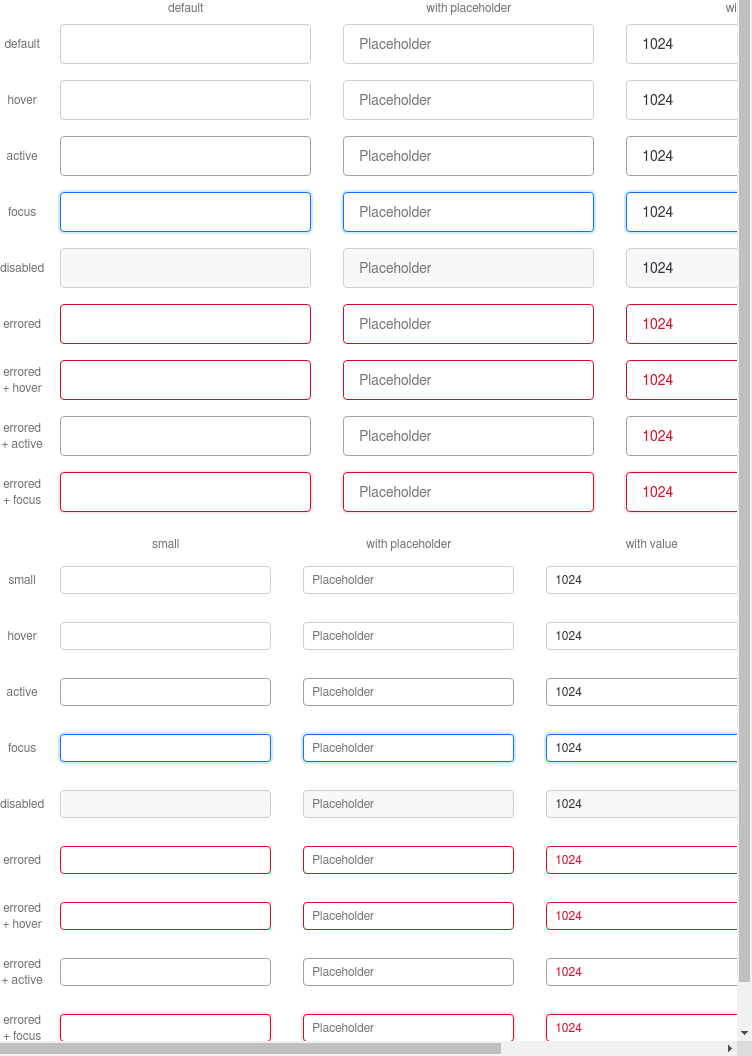 default with placeholder wi
default Placeholder 1024
hover Placeholder 1024
active Placeholder 1024
focus Placeholder 1024
disabled Placeholder 1024
errored Placeholder 1024
errored
+ hover Placeholder 1024
errored
+ active Placeholder 1024
errored
+ focus Placeholder 1024
small with placeholder with value
small Placeholder 1024
hover Placeholder 1024
active Placeholder 1024
focus Placeholder 1024
disabled Placeholder 1024
errored Placeholder 1024
errored
+ hover Placeholder 1024
errored
+ active Placeholder 1024
errored
+ focus Placeholder 1024